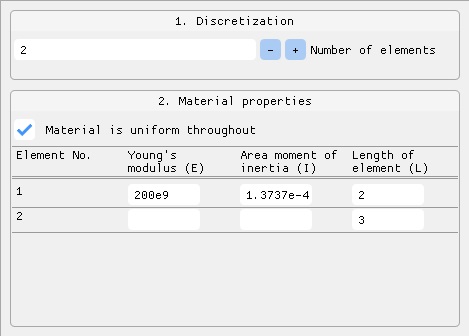 1. Discretization
2 - + Number of elements
2. Material properties
Material is uniform throughout
Element No. Young's Area moment of Length of
modulus (E) inertia (I) element (L)
1 200e9 1.3737e-4 2
2 3